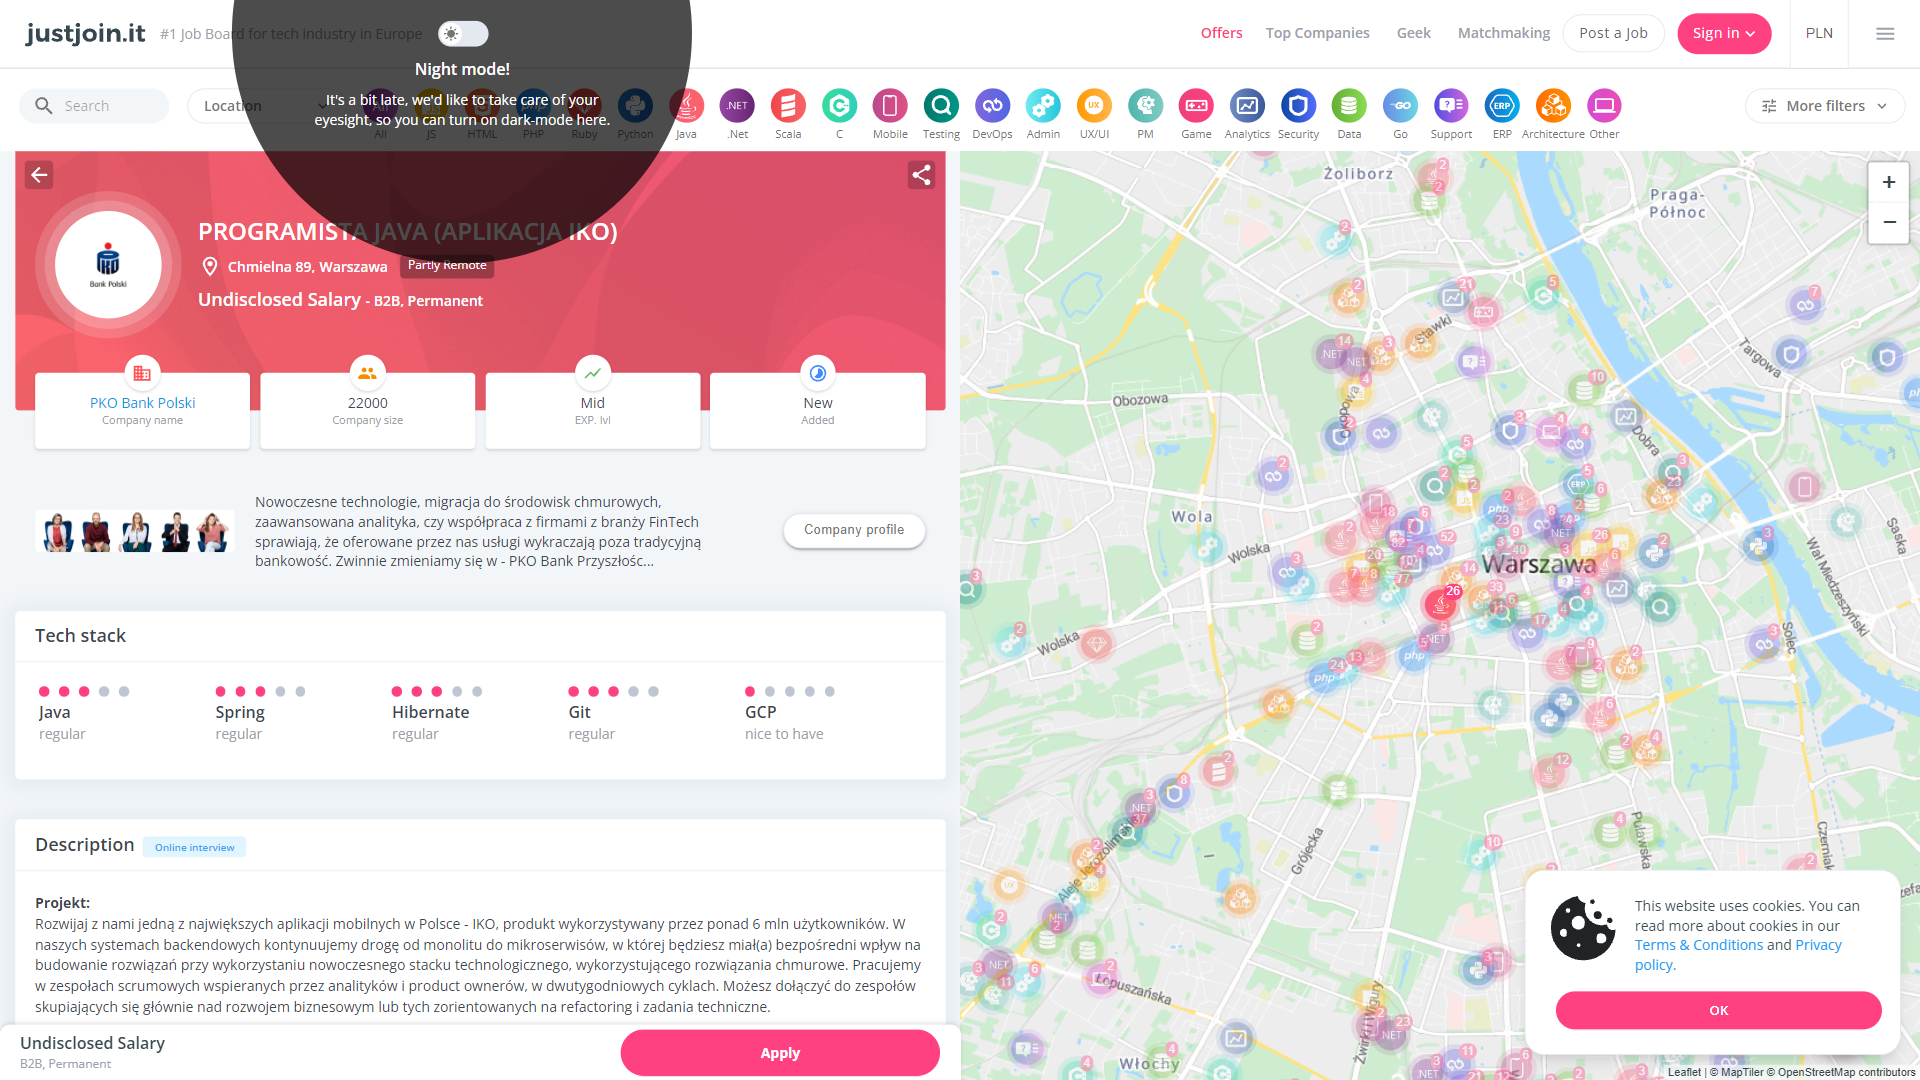 justjoin.it
#1 Job Board for tech industry in Europe
Offers
Top Companies
Geek
Matchmaking
Post a Job
Sign in
PLN
Night mode!
It's a bit late, we'd like to take care of your
eyesight, so you can turn on dark-mode here.
Search
Location
More filters
All
JS
HTML
PHP
Ruby
Python
Java
.Net
Scala
C
Mobile
Testing
DevOps
Admin
UX/UI
PM
Game
Analytics
Security
Data
Go
Support
ERP
Architecture
Other
PROGRAMISTA JAVA (APLIKACJA IKO)
Chmielna 89, Warszawa
Partly Remote
Undisclosed Salary - B2B, Permanent
Bank Polski
PKO Bank Polski
Company name
22000
Company size
Mid
EXP. lvl
New
Added
Nowoczesne technologie, migracja do środowisk chmurowych,
zaawansowana analityka, czy współpraca z firmami z branży FinTech
sprawiają, że oferowane przez nas usługi wykraczają poza tradycyjną
bankowość. Zwinnie zmieniamy się w - PKO Bank Przyszłośc...
Company profile
Tech stack
Java
regular
Spring
regular
Hibernate
regular
Git
regular
GCP
nice to have
Description
Online interview
Projekt:
Rozwijaj z nami jedną z największych aplikacji mobilnych w Polsce - IKO, produkt wykorzystywany przez ponad 6 mln użytkowników. W
naszych systemach backendowych kontynuujemy drogę od monolitu do mikroserwisów, w której będziesz miał(a) bezpośredni wpływ na
budowanie rozwiązań przy wykorzystaniu nowoczesnego stacku technologicznego, wykorzystującego rozwiązania chmurowe. Pracujemy
w zespołach scrumowych wspieranych przez analityków i product ownerów, w dwutygodniowych cyklach. Możesz dołączyć do zespołów
skupiających się głównie nad rozwojem biznesowym lub tych zorientowanych na refactoring i zadania techniczne.
Undisclosed Salary
B2B, Permanent
Apply
Żoliborz
Praga-
Północ
Stawki
Targowa
Obozowa
Okopowa
Dobra
Wola
Wolska
Warszawa
Saska
Wał Miedzeszyński
Wolska
Solec
Grójecka
Puławska
Aleje Jerozolimskie
Łopuszańska
Żwirki i Wigury
Włochy
26
+
−
This website uses cookies. You can
read more about cookies in our
Terms & Conditions and Privacy
policy.
OK
Leaflet | © MapTiler © OpenStreetMap contributors